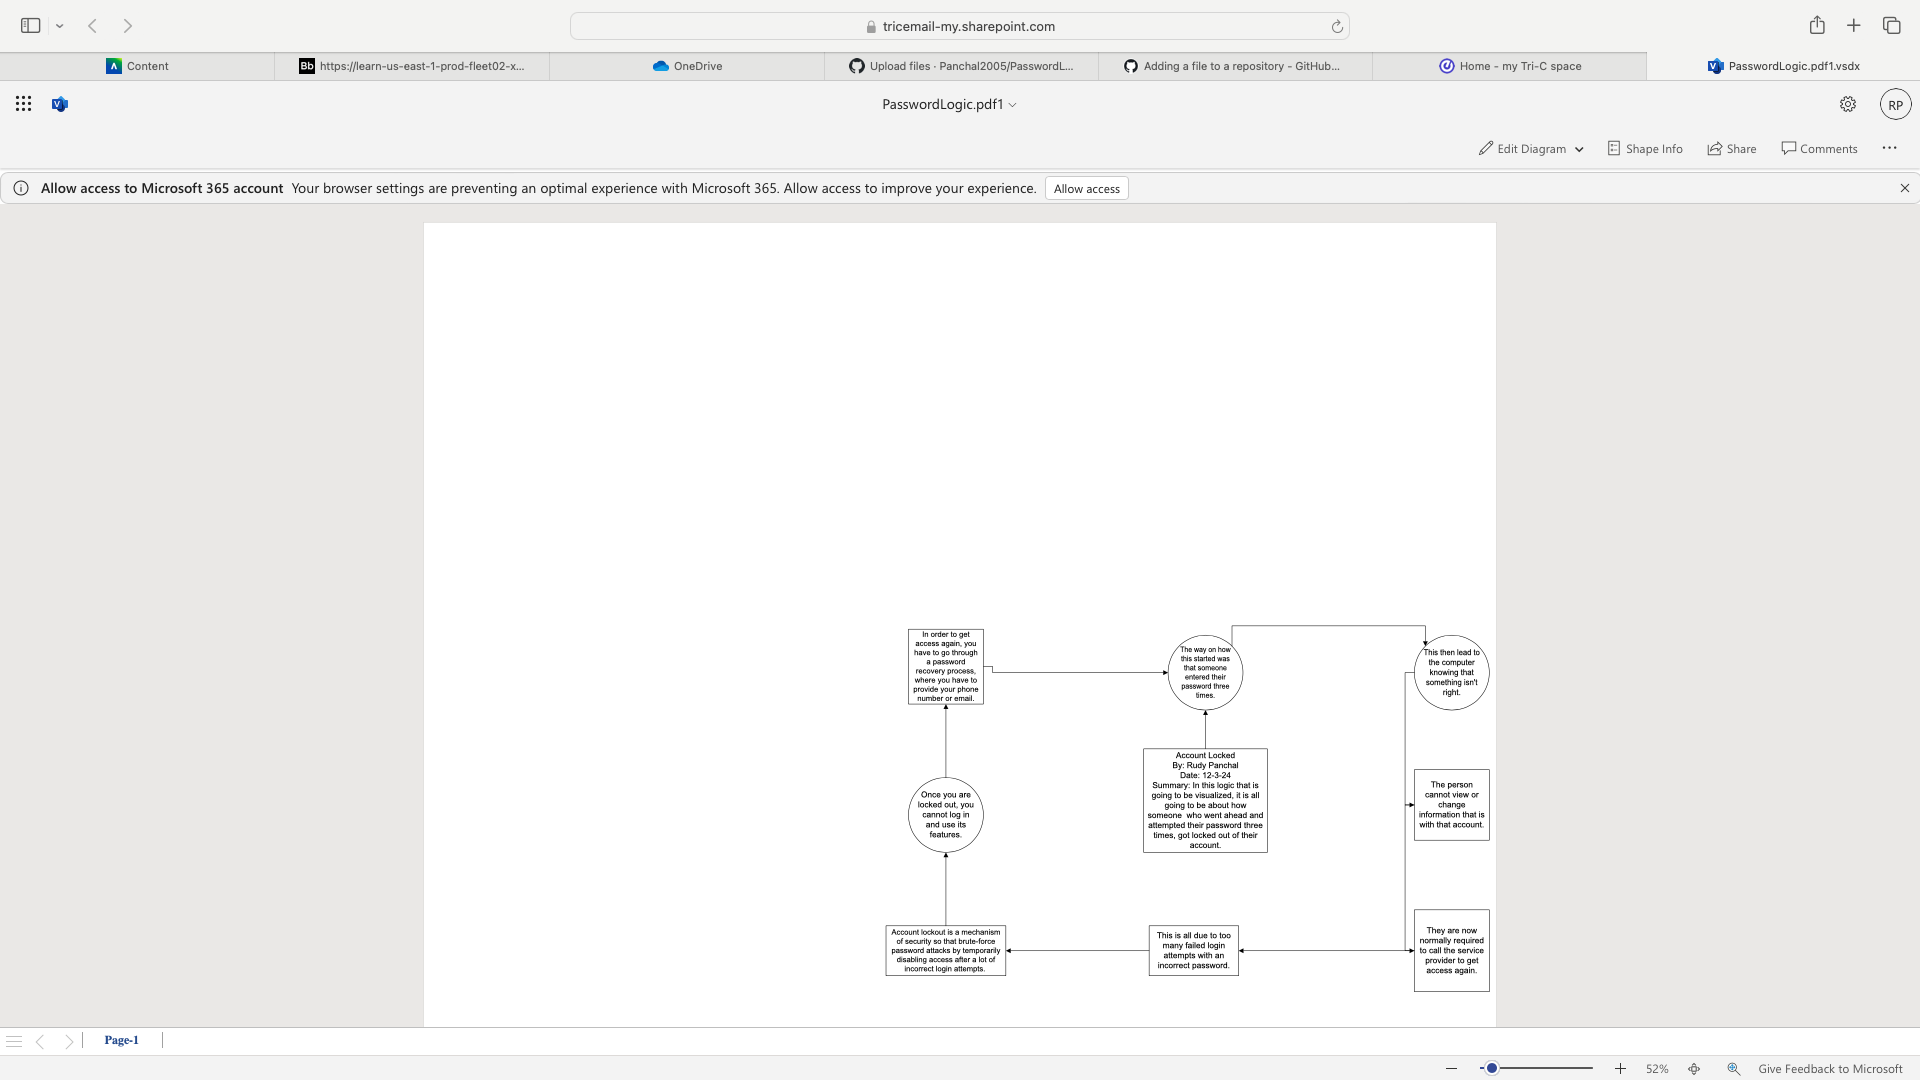 tricemail-my.sharepoint.com
Content
Bb https://learn-us-east-1-prod-fleet02-x...
OneDrive
Upload files · Panchal2005/PasswordL...
Adding a file to a repository - GitHub...
Home - my Tri-C space
PasswordLogic.pdf1.vsdx
PasswordLogic.pdf1
RP
Edit Diagram
Shape Info
Share
Comments
Allow access to Microsoft 365 account Your browser settings are preventing an optimal experience with Microsoft 365. Allow access to improve your experience. Allow access
In order to get
access again, you
have to go through
a password
recovery process,
where you have to
provide your phone
number or email.
The way on how
this started was
that someone
entered their
password three
times.
This then lead to
the computer
knowing that
something isn't
right.
Once you are
locked out, you
cannot log in
and use its
features.
Account Locked
By: Rudy Panchal
Date: 12-3-24
Summary: In this logic that is
going to be visualized, it is all
going to be about how
someone who went ahead and
attempted their password three
times, got locked out of their
account.
The person
cannot view or
change
information that is
with that account.
Account lockout is a mechanism
of security so that brute-force
password attacks by temporarily
disabling access after a lot of
incorrect login attempts.
This is all due to too
many failed login
attempts with an
incorrect password.
They are now
normally required
to call the service
provider to get
access again.
Page-1
52%
Give Feedback to Microsoft